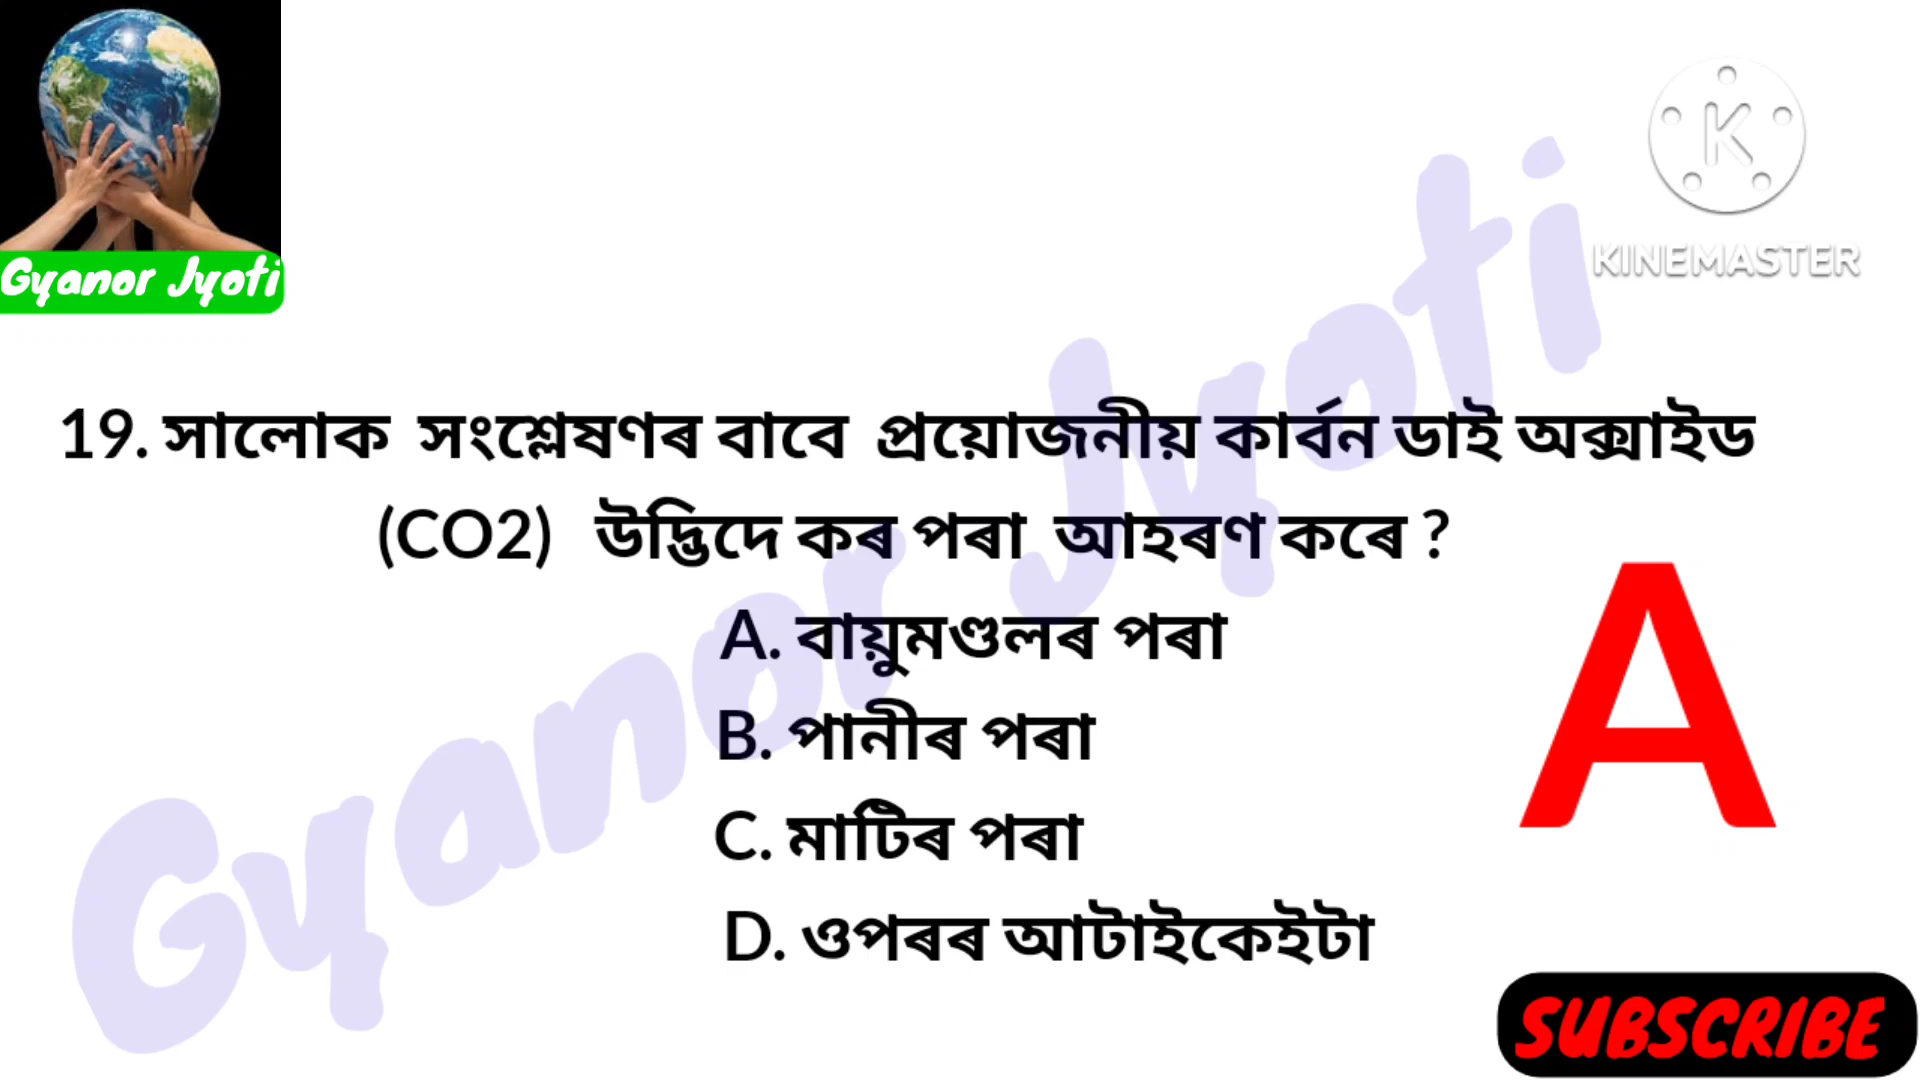 Gyanor Jyoti
K
KINEMASTER
19. সালোক সংশ্লেষণৰ বাবে প্ৰয়োজনীয় কাৰ্বন ডাই অক্সাইড
(CO2) উদ্ভিদে কৰ পৰা আহৰণ কৰে ?
A. বায়ুমণ্ডলৰ পৰা
B. পানীৰ পৰা
C. মাটিৰ পৰা
D. ওপৰৰ আটাইকেইটা
A
Gyanor Jyoti
SUBSCRIBE